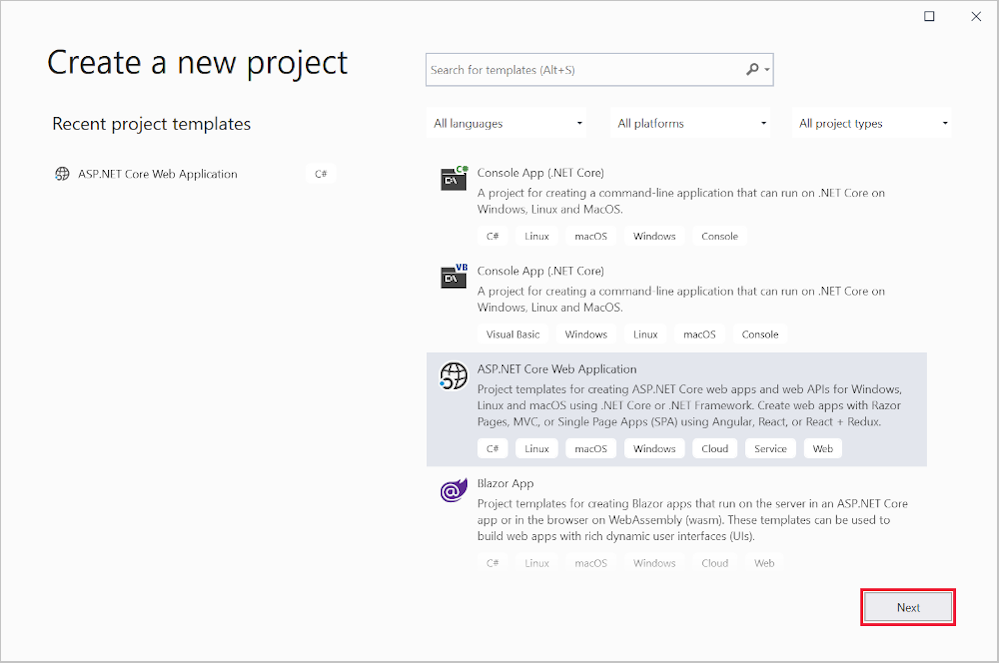 Create a new project
Search for templates (Alt+S)
Recent project templates
All languages
All platforms
All project types
ASP.NET Core Web Application
C#
C#
Console App (.NET Core)
A project for creating a command-line application that can run on .NET Core on
Windows, Linux and MacOS.
C# Linux macOS Windows Console
VB
Console App (.NET Core)
A project for creating a command-line application that can run on .NET Core on
Windows, Linux and MacOS.
Visual Basic Windows Linux macOS Console
ASP.NET Core Web Application
Project templates for creating ASP.NET Core web apps and web APIs for Windows,
Linux and macOS using .NET Core or .NET Framework. Create web apps with Razor
Pages, MVC, or Single Page Apps (SPA) using Angular, React, or React + Redux.
C# Linux macOS Windows Cloud Service Web
Blazor App
Project templates for creating Blazor apps that run on the server in an ASP.NET Core
app or in the browser on WebAssembly (wasm). These templates can be used to
build web apps with rich dynamic user interfaces (UIs).
C# Linux macOS Windows Cloud Web
Next